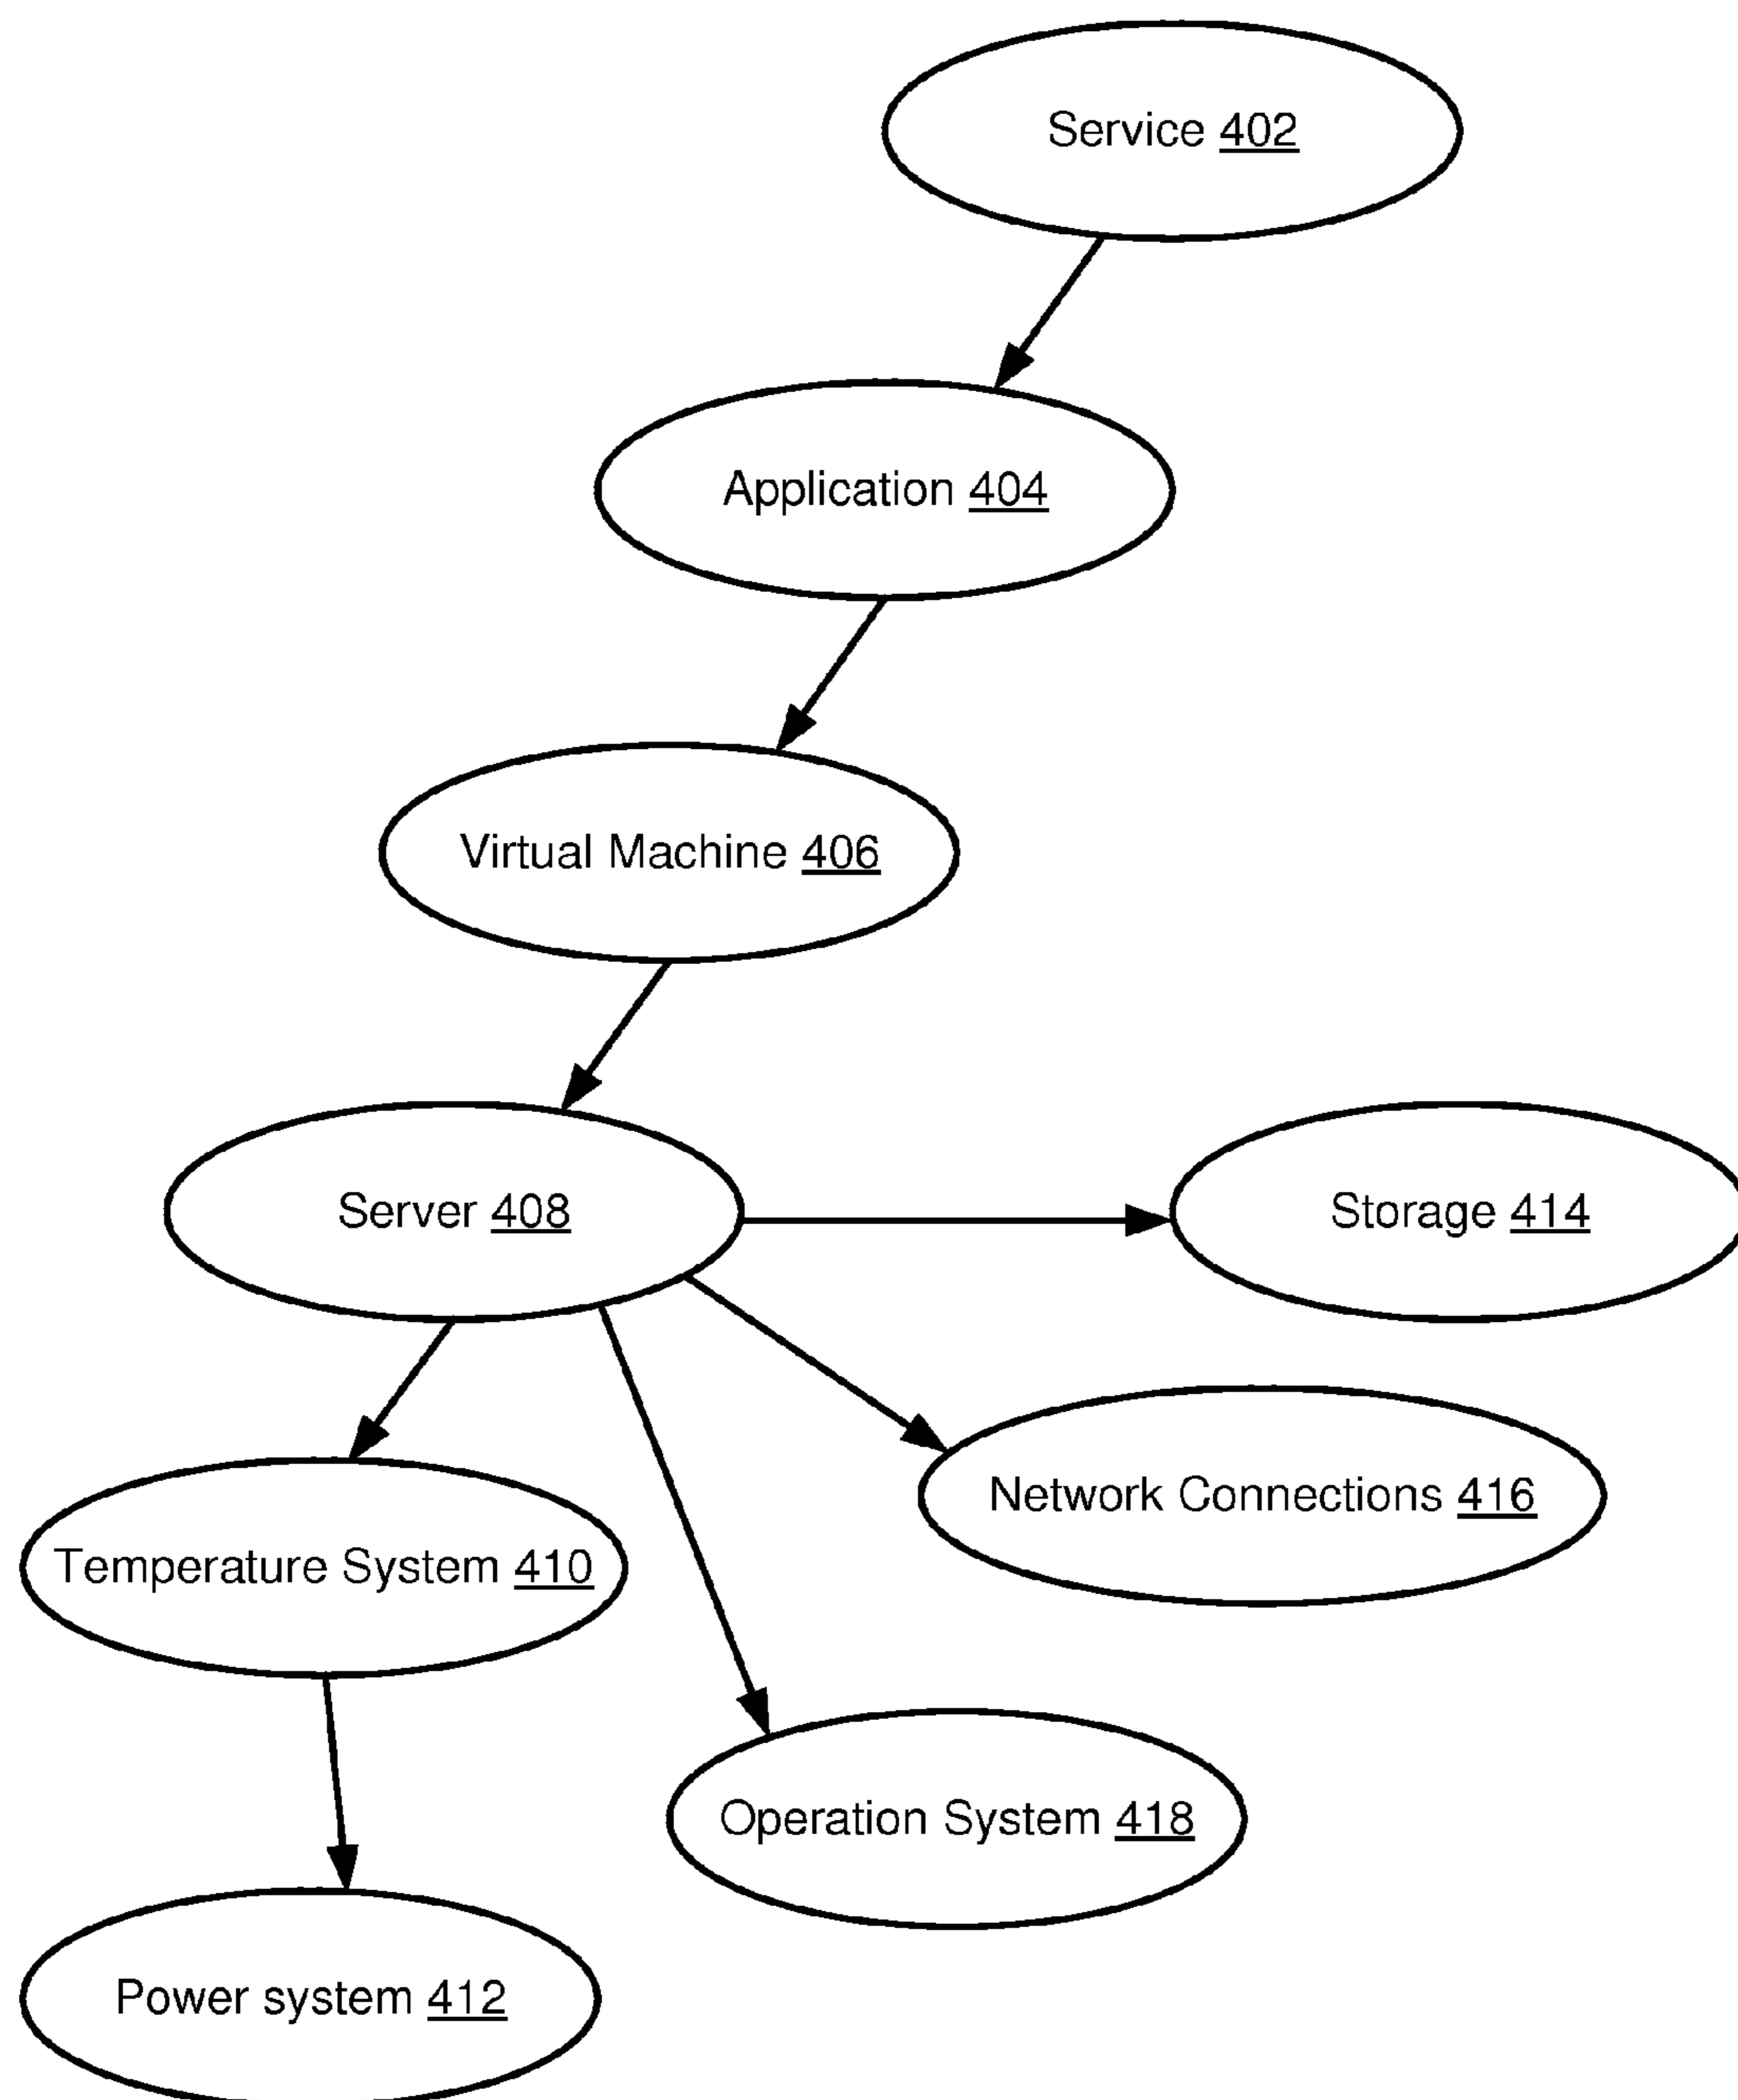 Service 402
Application 404
Virtual Machine 406
Server 408
Storage 414
Network Connections 416
Temperature System 410
Operation System 418
Power system 412